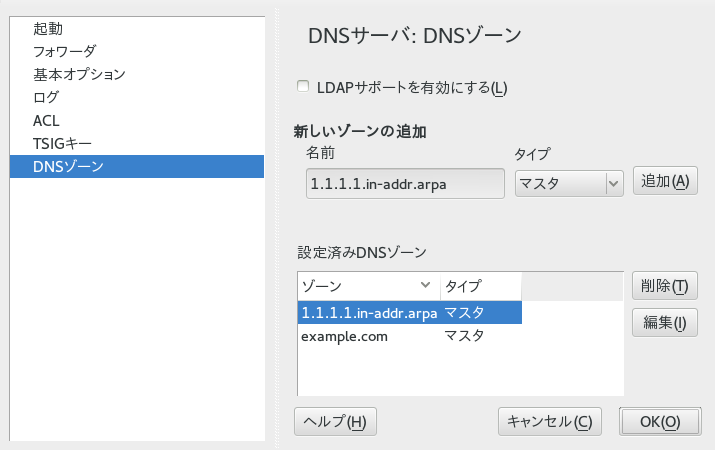 起動
フォワーダ
基本オプション
ログ
ACL
TSIGキー
DNSゾーン
DNSサーバ: DNSゾーン
LDAPサポートを有効にする(L)
新しいゾーンの追加
名前 タイプ
1.1.1.1.in-addr.arpa マスタ 追加(A)
設定済みDNSゾーン
ゾーン タイプ 削除(T)
1.1.1.1.in-addr.arpa マスタ 編集(I)
example.com マスタ
ヘルプ(H) キャンセル(C) OK(O)